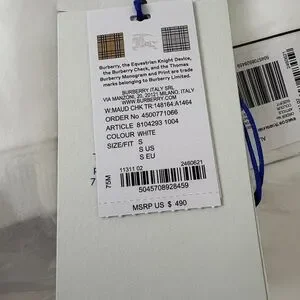 Burberry, the Equestrian Knight Device,
the Burberry Check, and the Thomas
Burberry Monogram and Print are trade
marks belonging to Burberry Limited.
BURBERRY ITALY SRL
VIA MANZONI, 20, 20121 MILANO, ITALY
WWW.BURBERRY.COM
W:MAUD CHK TR:148164:A1464
ORDER No 4500771066
ARTICLE 8104293 1004
COLOUR WHITE
SIZE/FIT S
S US
S EU
75M
11311 02 2460621
5045708928459
MSRP US $ 490